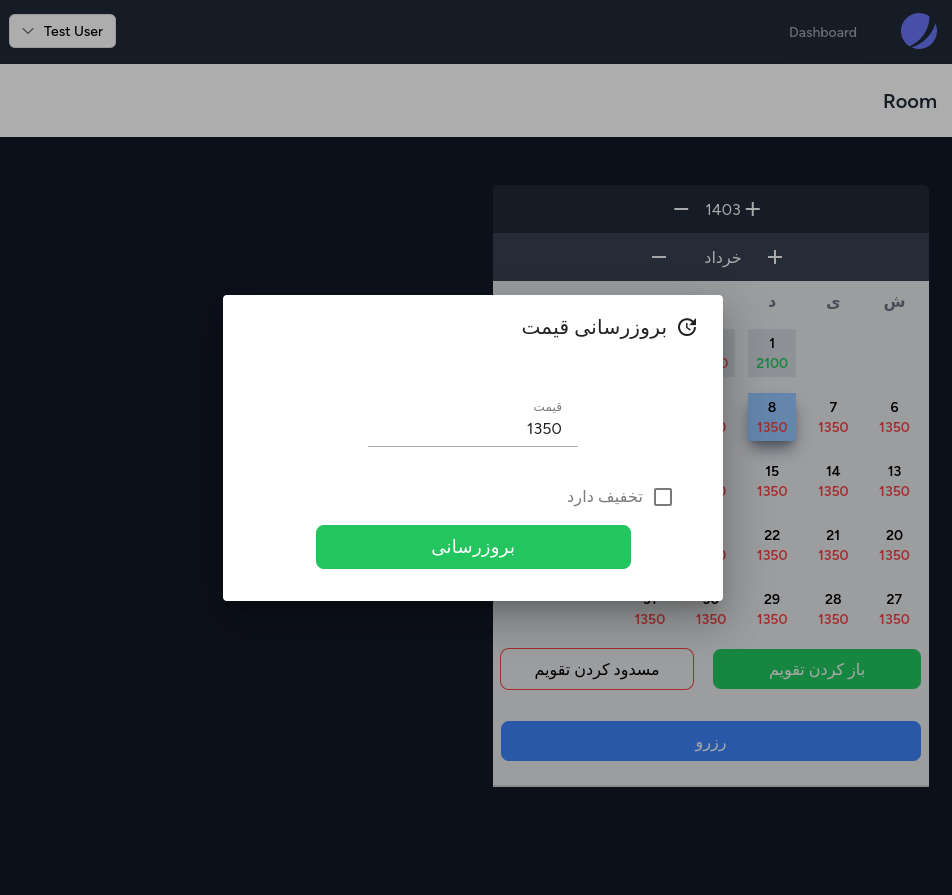 Test User
Dashboard
Room
1403
خرداد
ش ی د
1
2100
6 7 8
1350 1350 1350
13 14 15
1350 1350 1350
20 21 22
1350 1350 1350
27 28 29
1350 1350 1350 1350 1350
باز کردن تقویم
مسدود کردن تقویم
رزرو
بروزرسانی قیمت
قیمت
1350
تخفیف دارد
بروزرسانی